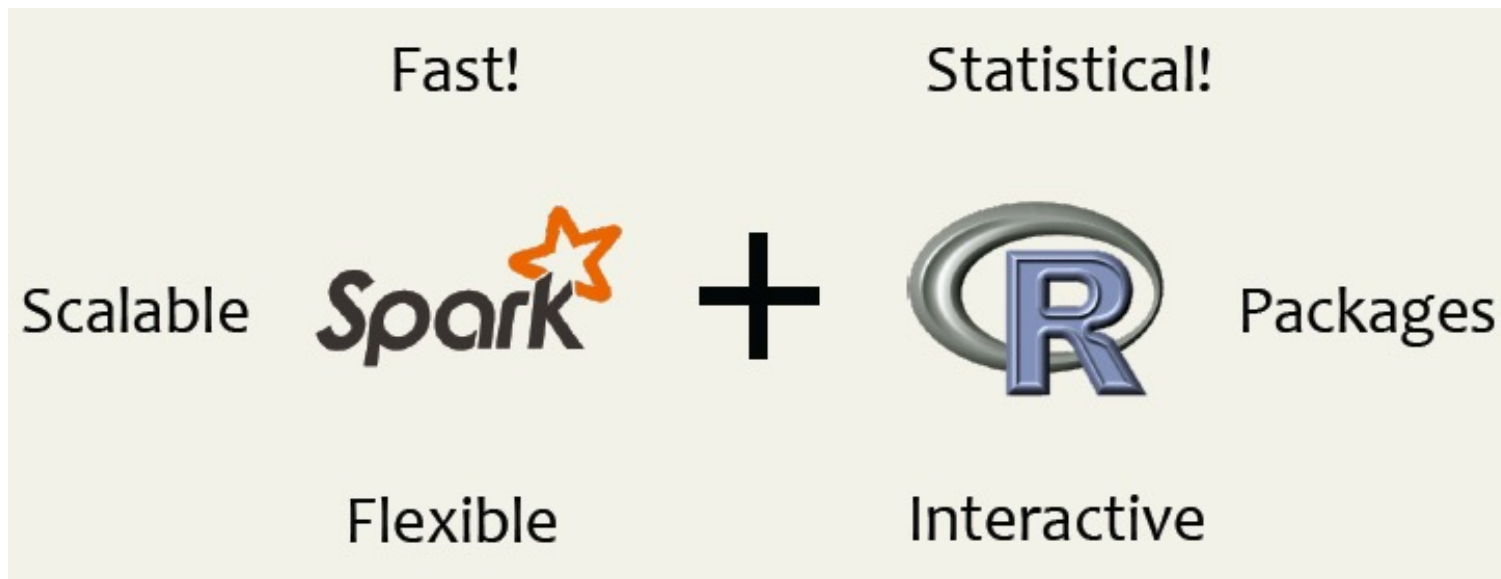 Fast!
Statistical!
Scalable
Spark
+
R
Packages
Flexible
Interactive